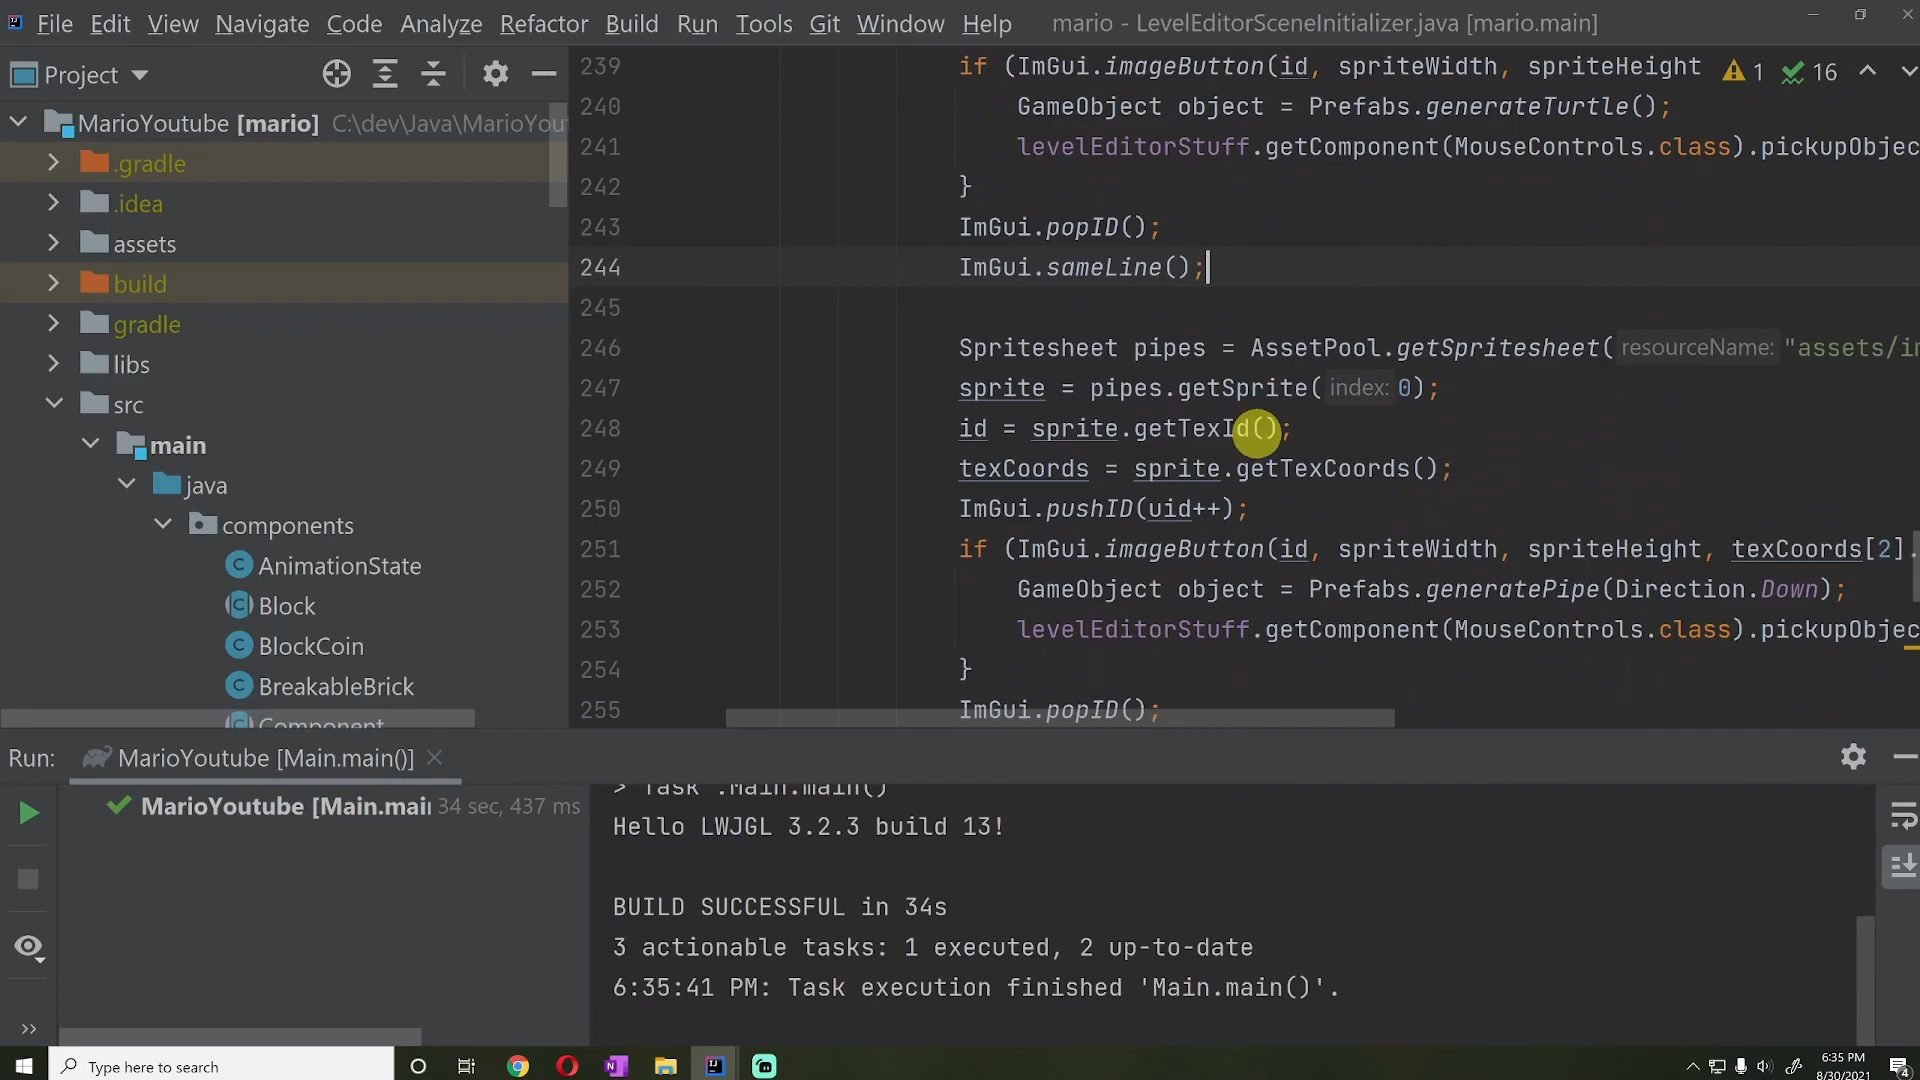 File Edit View Navigate Code Analyze Refactor Build Run Tools Git Window Help mario - LevelEditorSceneInitializer.java [mario.main]
Project
MarioYoutube [mario] C:\dev\Java\MarioYou
.gradle
.idea
assets
build
gradle
libs
src
main
java
components
AnimationState
Block
BlockCoin
BreakableBrick
Component
1 16
239 if (ImGui.imageButton(id, spriteWidth, spriteHeight
240 GameObject object = Prefabs.generateTurtle();
241 levelEditorStuff.getComponent(MouseControls.class).pickupObjec
242 }
243 ImGui.popID();
244 ImGui.sameLine();
245
246 Spritesheet pipes = AssetPool.getSpritesheet( resourceName: "assets/i
247 sprite = pipes.getSprite( index: 0);
248 id = sprite.getTexId();
249 texCoords = sprite.getTexCoords();
250 ImGui.pushID(uid++);
251 if (ImGui.imageButton(id, spriteWidth, spriteHeight, texCoords[2].
252 GameObject object = Prefabs.generatePipe(Direction.Down);
253 levelEditorStuff.getComponent(MouseControls.class).pickupObjec
254 }
255 ImGui.popID();
Run: MarioYoutube [Main.main()]
MarioYoutube [Main.mai 34 sec, 437 ms
> Task :Main.main()
Hello LWJGL 3.2.3 build 13!
BUILD SUCCESSFUL in 34s
3 actionable tasks: 1 executed, 2 up-to-date
6:35:41 PM: Task execution finished 'Main.main()'.
Type here to search
6:35 PM
8/30/2021
4